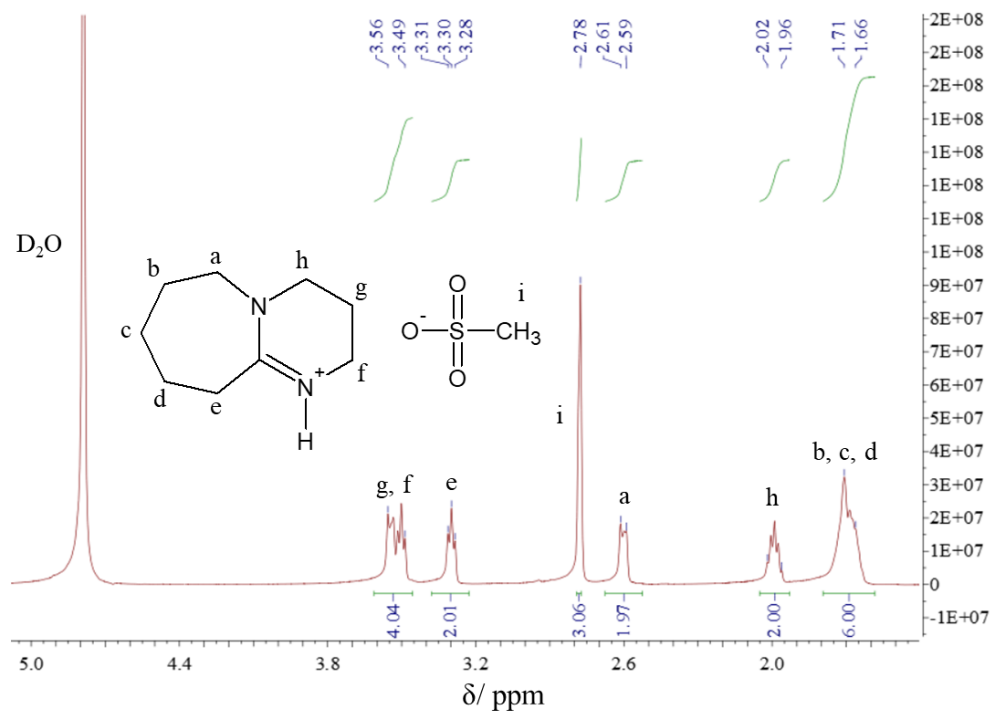 3.56
3.49
3.31
3.30
3.28
2.78
2.61
2.59
2.02
1.96
1.71
1.66
2E+08
2E+08
2E+08
1E+08
1E+08
1E+08
1E+08
1E+08
9E+07
8E+07
7E+07
6E+07
5E+07
4E+07
3E+07
2E+07
1E+07
0
-1E+07
D₂O
a
b
c
d
e
N
h
g
f
N⁺
H
O⁻
S
O
O
CH₃
i
i
g, f
e
a
h
b, c, d
4.04
2.01
3.06
1.97
2.00
6.00
5.0
4.4
3.8
3.2
2.6
2.0
δ/ ppm